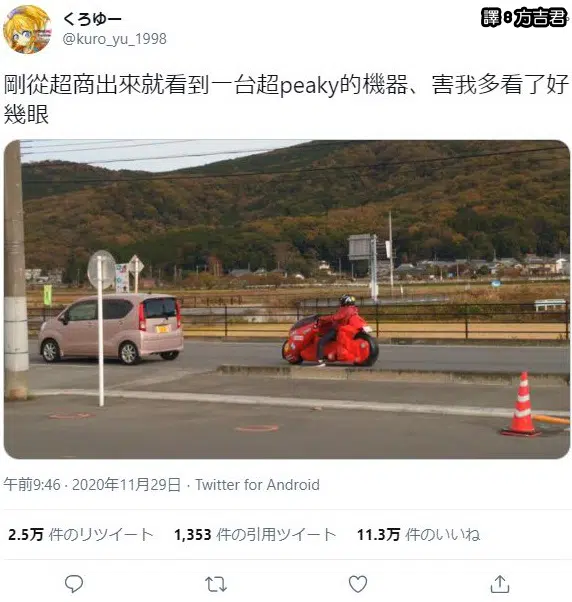 くろゆー
@kuro_yu_1998
譯8方吉君
剛從超商出來就看到一台超peaky的機器、害我多看了好
幾眼
午前9:46 · 2020年11月29日 · Twitter for Android
2.5万 件のリツイート 1,353 件の引用ツイート 11.3万 件のいいね